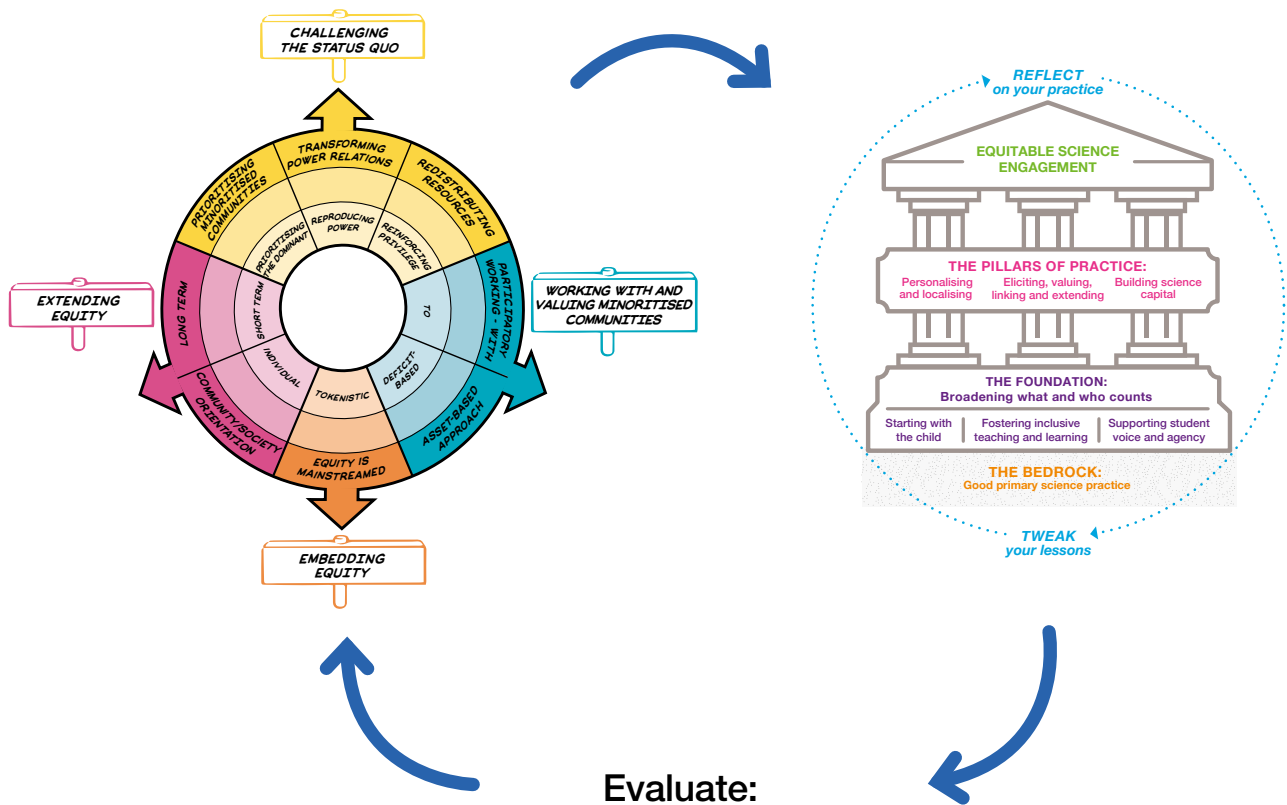 CHALLENGING
THE STATUS QUO
PRIORITISING
MINORITISED
COMMUNITIES
TRANSFORMING
POWER RELATIONS
REDISTRIBUTING
RESOURCES
PRIORITISING
THE DOMINANT
REPRODUCING
POWER
REINFORCING
PRIVILEGE
EXTENDING
EQUITY
LONG TERM
SHORT TERM
COMMUNITY/SOCIETY
ORIENTATION
INDIVIDUAL
TO
PARTICIPATORY
WORKING - WITH
WORKING WITH AND
VALUING MINORITISED
COMMUNITIES
DEFICIT-
BASED
ASSET-BASED
APPROACH
TOKENISTIC
EQUITY IS
MAINSTREAMED
EMBEDDING
EQUITY
REFLECT
on your practice
EQUITABLE SCIENCE
ENGAGEMENT
THE PILLARS OF PRACTICE:
Personalising
and localising
Eliciting, valuing,
linking and extending
Building science
capital
THE FOUNDATION:
Broadening what and who counts
Starting with
the child
Fostering inclusive
teaching and learning
Supporting student
voice and agency
THE BEDROCK:
Good primary science practice
TWEAK
your lessons
Evaluate: